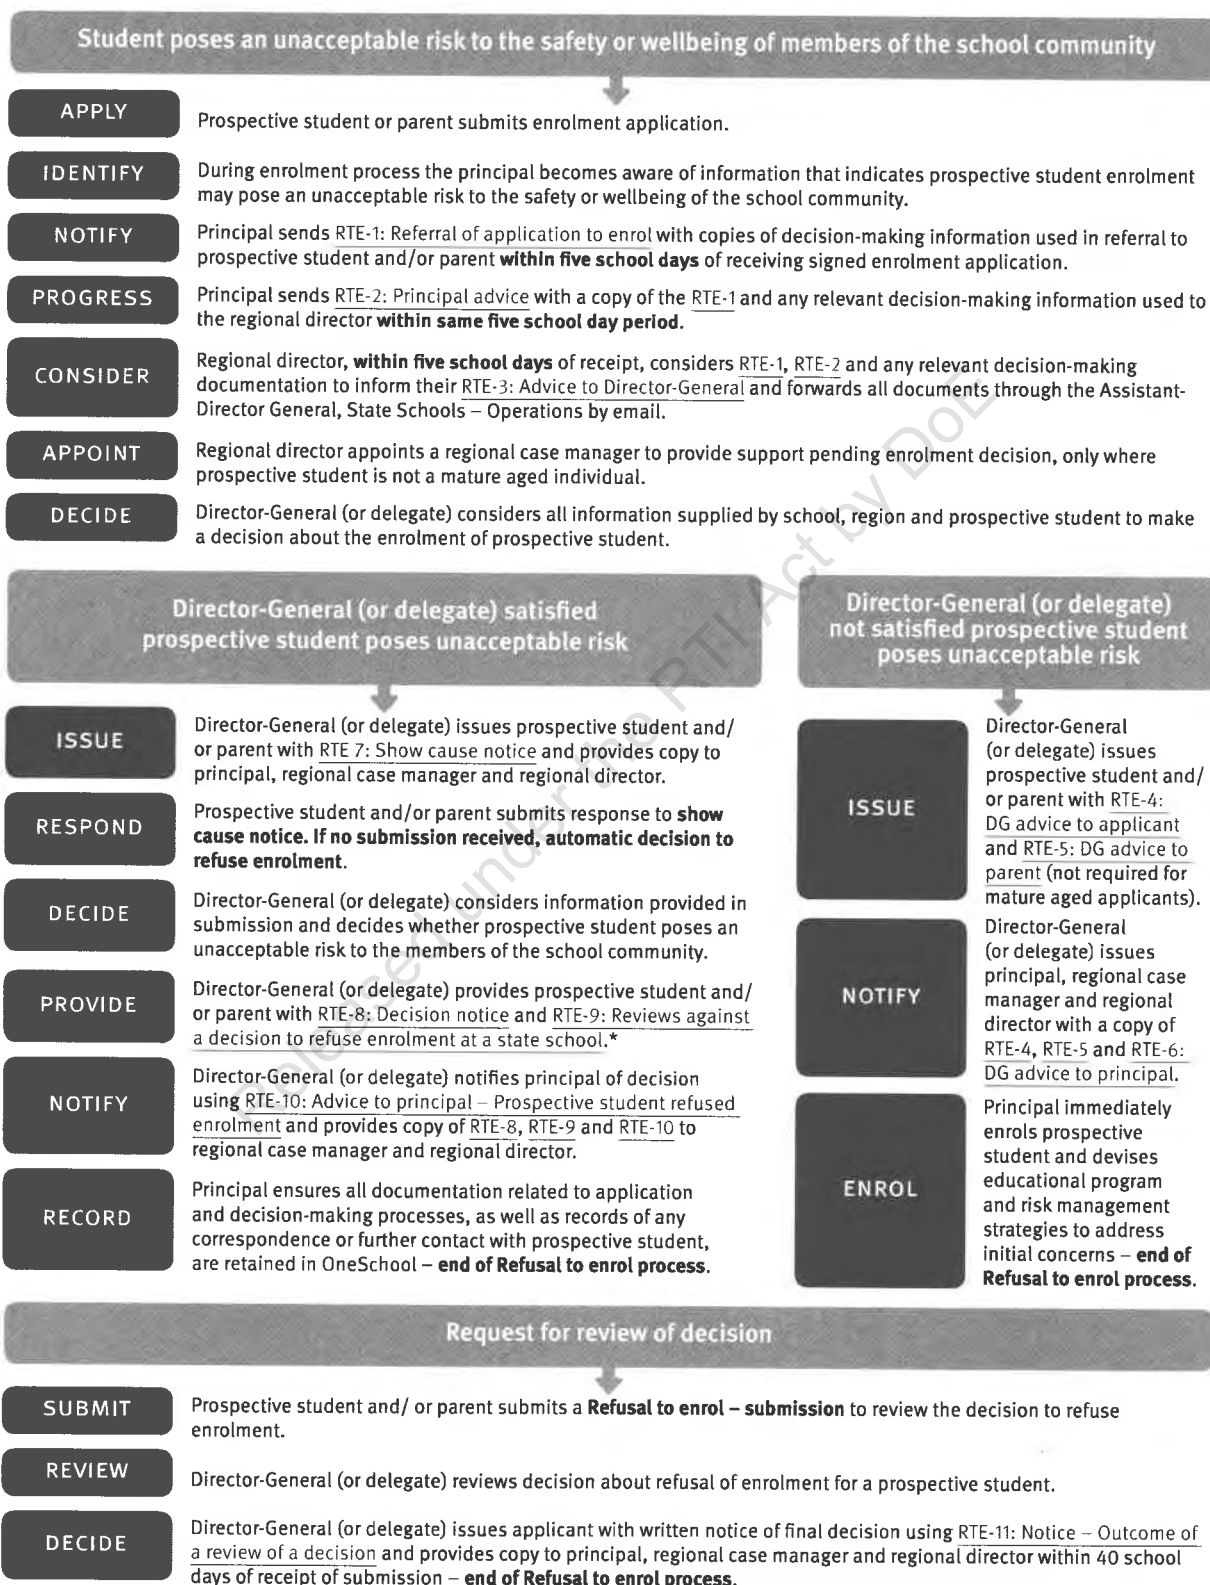 Student poses an unacceptable risk to the safety or wellbeing of members of the school community
APPLY
Prospective student or parent submits enrolment application.
IDENTIFY
During enrolment process the principal becomes aware of information that indicates prospective student enrolment
may pose an unacceptable risk to the safety or wellbeing of the school community.
NOTIFY
Principal sends RTE-1: Referral of application to enrol with copies of decision-making information used in referral to
prospective student and/or parent within five school days of receiving signed enrolment application.
PROGRESS
Principal sends RTE-2: Principal advice with a copy of the RTE-1 and any relevant decision-making information used to
the regional director within same five school day period.
CONSIDER
Regional director, within five school days of receipt, considers RTE-1, RTE-2 and any relevant decision-making
documentation to inform their RTE-3: Advice to Director-General and forwards all documents through the Assistant-
Director General, State Schools – Operations by email.
APPOINT
Regional director appoints a regional case manager to provide support pending enrolment decision, only where
prospective student is not a mature aged individual.
DECIDE
Director-General (or delegate) considers all information supplied by school, region and prospective student to make
a decision about the enrolment of prospective student.
Director-General (or delegate) satisfied
prospective student poses unacceptable risk
ISSUE
Director-General (or delegate) issues prospective student and/
or parent with RTE 7: Show cause notice and provides copy to
principal, regional case manager and regional director.
RESPOND
Prospective student and/or parent submits response to show
cause notice. If no submission received, automatic decision to
refuse enrolment.
DECIDE
Director-General (or delegate) considers information provided in
submission and decides whether prospective student poses an
unacceptable risk to the members of the school community.
PROVIDE
Director-General (or delegate) provides prospective student and/
or parent with RTE-8: Decision notice and RTE-9: Reviews against
a decision to refuse enrolment at a state school.*
NOTIFY
Director-General (or delegate) notifies principal of decision
using RTE-10: Advice to principal – Prospective student refused
enrolment and provides copy of RTE-8, RTE-9 and RTE-10 to
regional case manager and regional director.
RECORD
Principal ensures all documentation related to application
and decision-making processes, as well as records of any
correspondence or further contact with prospective student,
are retained in OneSchool – end of Refusal to enrol process.
Director-General (or delegate)
not satisfied prospective student
poses unacceptable risk
ISSUE
Director-General
(or delegate) issues
prospective student and/
or parent with RTE-4:
DG advice to applicant
and RTE-5: DG advice to
parent (not required for
mature aged applicants).
NOTIFY
Director-General
(or delegate) issues
principal, regional case
manager and regional
director with a copy of
RTE-4, RTE-5 and RTE-6:
DG advice to principal.
ENROL
Principal immediately
enrols prospective
student and devises
educational program
and risk management
strategies to address
initial concerns – end of
Refusal to enrol process.
Request for review of decision
SUBMIT
Prospective student and/ or parent submits a Refusal to enrol – submission to review the decision to refuse
enrolment.
REVIEW
Director-General (or delegate) reviews decision about refusal of enrolment for a prospective student.
DECIDE
Director-General (or delegate) issues applicant with written notice of final decision using RTE-11: Notice – Outcome of
a review of a decision and provides copy to principal, regional case manager and regional director within 40 school
days of receipt of submission – end of Refusal to enrol process.
Released under the RTI Act by DoE